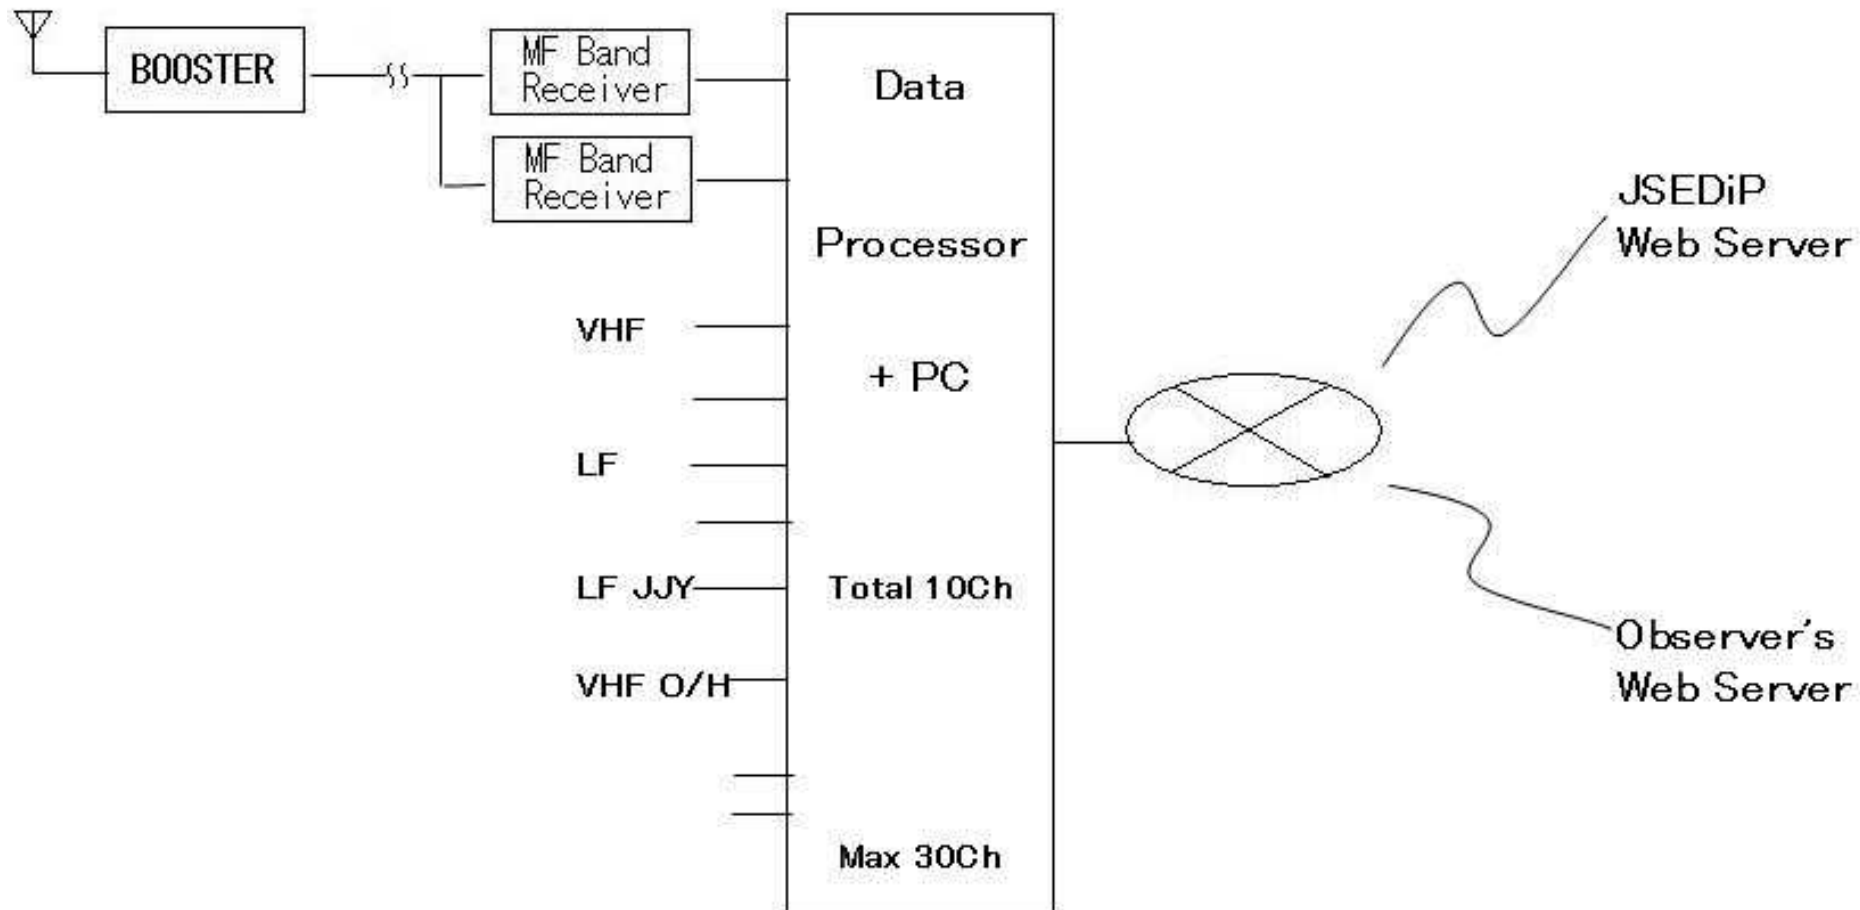 BOOSTER
MF Band
Receiver
MF Band
Receiver
Data
Processor
+ PC
Total 10Ch
Max 30Ch
VHF
LF
LF JJY
VHF O/H
JSEDiP
Web Server
Observer's
Web Server